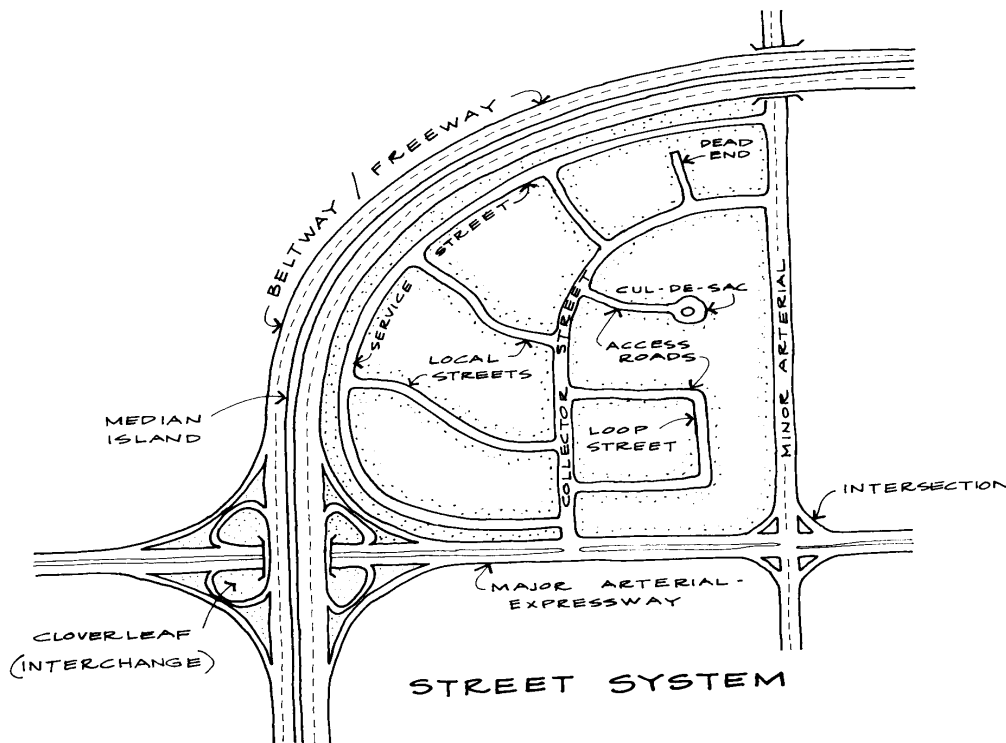 BELTWAY / FREEWAY
DEAD
END
SERVICE STREET
CUL-DE-SAC
COLLECTOR STREET
ACCESS
ROADS
MINOR ARTERIAL
LOCAL
STREETS
MEDIAN
ISLAND
LOOP
STREET
INTERSECTION
MAJOR ARTERIAL-
EXPRESSWAY
CLOVERLEAF
(INTERCHANGE)
STREET SYSTEM